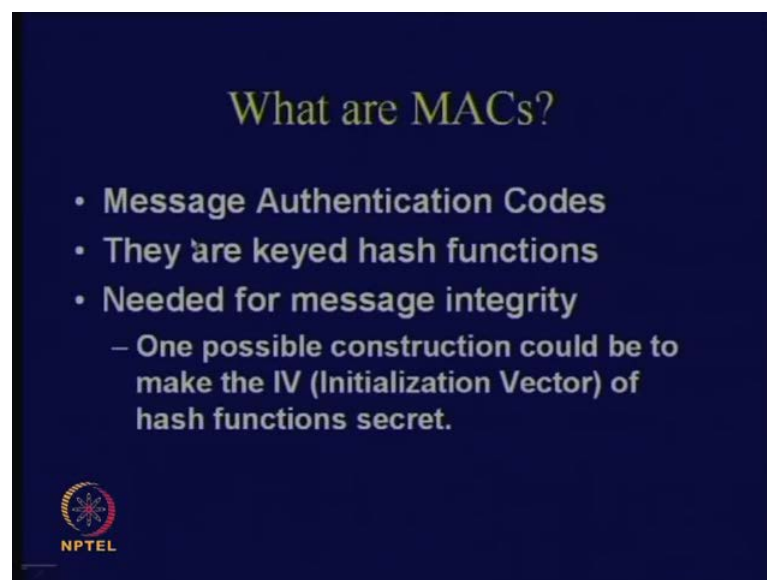 What are MACs?
• Message Authentication Codes
• They are keyed hash functions
• Needed for message integrity
– One possible construction could be to
make the IV (Initialization Vector) of
hash functions secret.
NPTEL